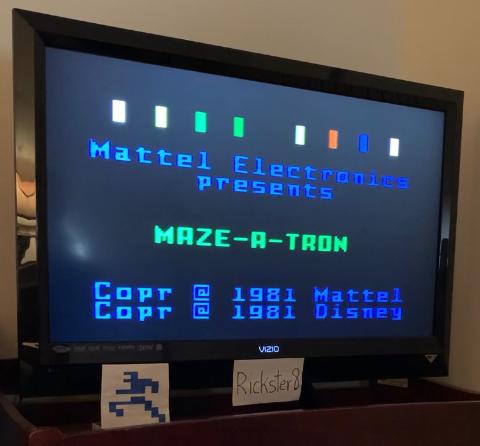 Mattel Electronics
presents
MAZE-A-TRON
Copr @ 1981 Mattel
Copr @ 1981 Disney
VIZIO
Rickster8